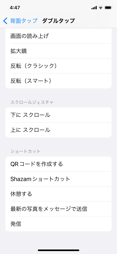 4:47
背面タップ ダブルタップ
画面の読み上げ
拡大鏡
反転（クラシック）
反転（スマート）
スクロールジェスチャ
下に スクロール
上に スクロール
ショートカット
QRコードを作成する
Shazamショートカット
休憩する
最新の写真をメッセージで送信
発信